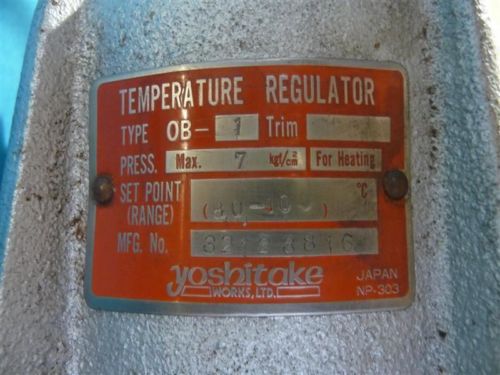 TEMPERATURE REGULATOR
TYPE OB- 1 Trim
PRESS. Max. 7 kgf/cm² For Heating
SET POINT (RANGE) °C
MFG. No.
yoshitake
WORKS, LTD.
JAPAN
NP-303